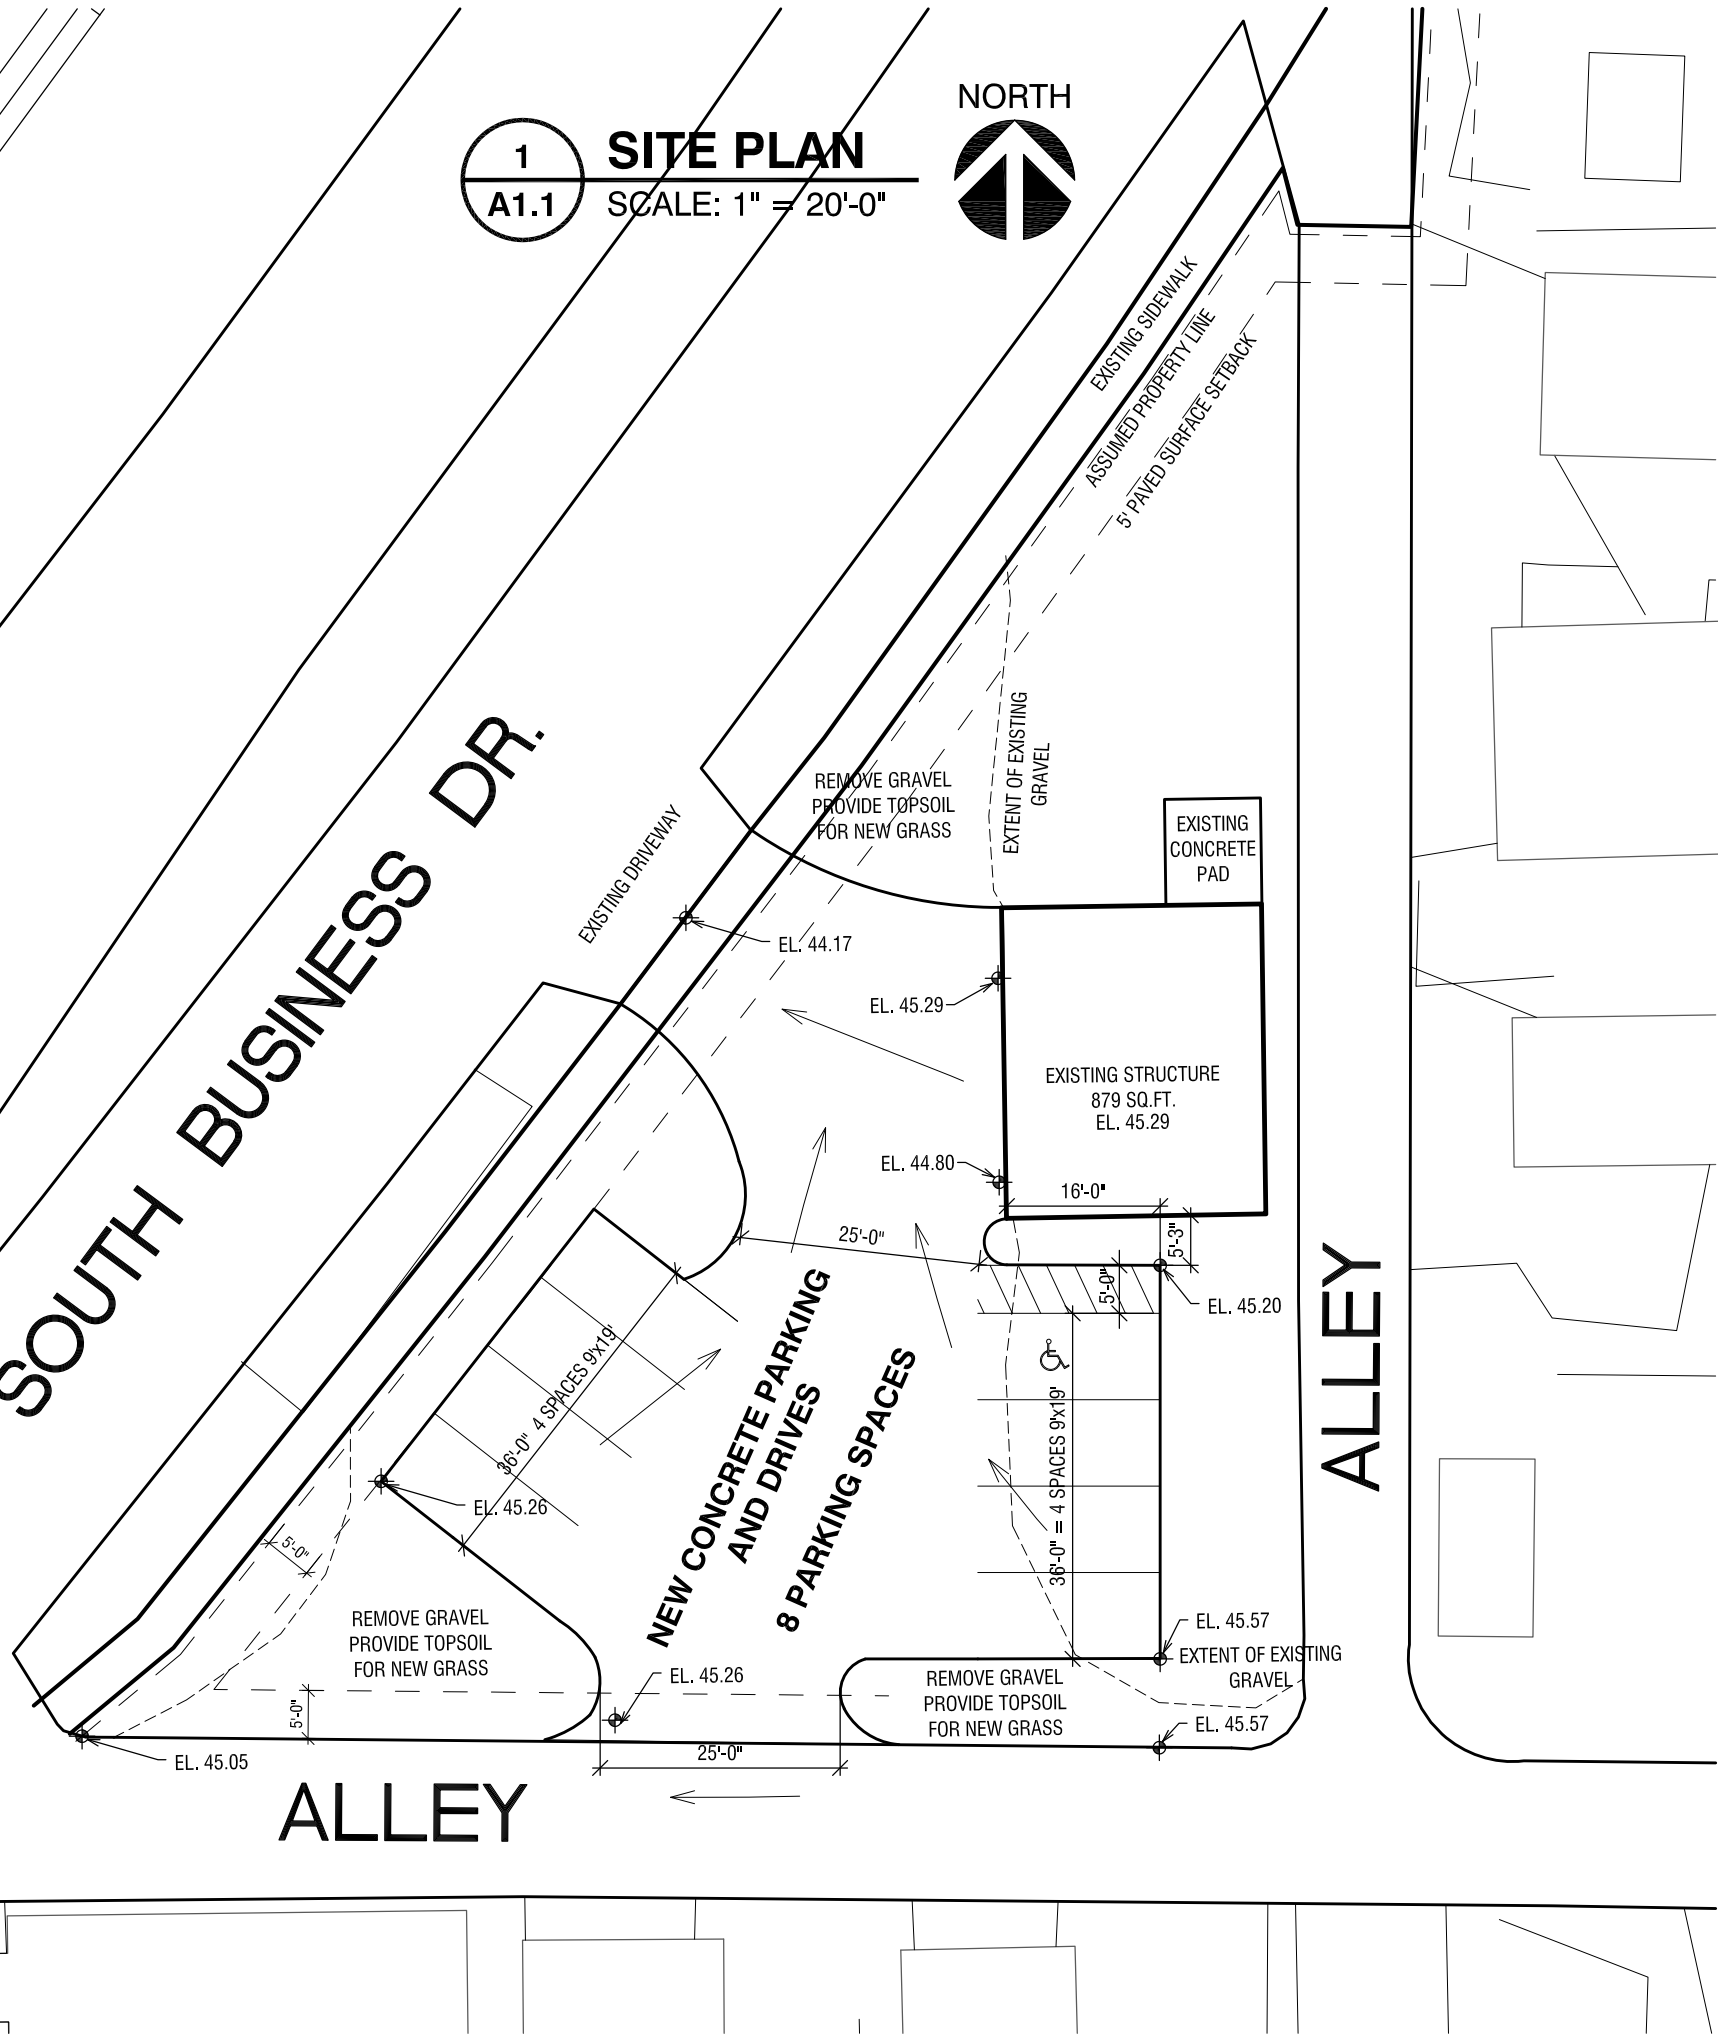 NORTH
1
SITE PLAN
A1.1
SCALE: 1" = 20'-0"
EXISTING SIDEWALK
ASSUMED PROPERTY LINE
5' PAVED SURFACE SETBACK
SOUTH BUSINESS DR.
EXISTING DRIVEWAY
REMOVE GRAVEL
PROVIDE TOPSOIL
FOR NEW GRASS
EXTENT OF EXISTING
GRAVEL
EXISTING
CONCRETE
PAD
EL. 44.17
EL. 45.29
EXISTING STRUCTURE
879 SQ.FT.
EL. 45.29
EL. 44.80
16'-0"
25'-0"
5'-3"
5'-0"
EL. 45.20
36'-0" 4 SPACES 9'x19'
NEW CONCRETE PARKING
AND DRIVES
8 PARKING SPACES
36'-0" = 4 SPACES 9'x19'
ALLEY
EL. 45.26
5'-0"
REMOVE GRAVEL
PROVIDE TOPSOIL
FOR NEW GRASS
5'-0"
EL. 45.26
REMOVE GRAVEL
PROVIDE TOPSOIL
FOR NEW GRASS
EL. 45.57
EXTENT OF EXISTING
GRAVEL
EL. 45.57
EL. 45.05
25'-0"
ALLEY